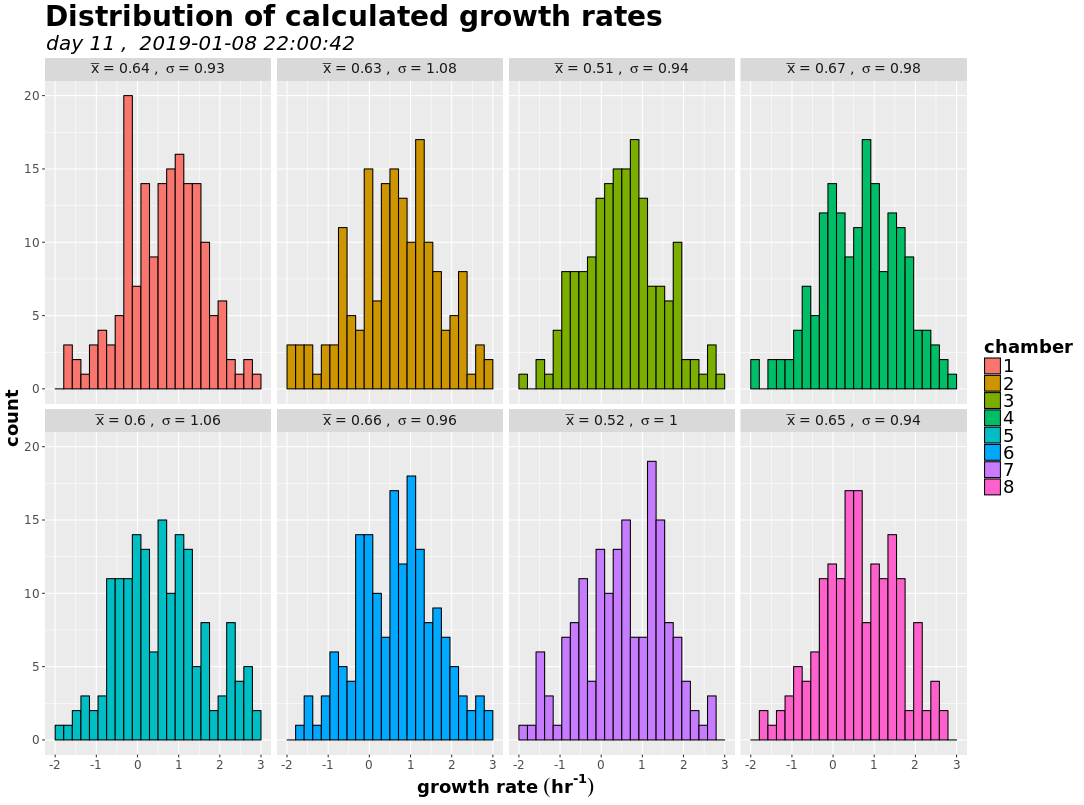 Distribution of calculated growth rates
day 11 ,  2019-01-08 22:00:42
x̅ = 0.64 ,  σ = 0.93
x̅ = 0.63 ,  σ = 1.08
x̅ = 0.51 ,  σ = 0.94
x̅ = 0.67 ,  σ = 0.98
20
15
10
5
0
x̅ = 0.6 ,  σ = 1.06
x̅ = 0.66 ,  σ = 0.96
x̅ = 0.52 ,  σ = 1
x̅ = 0.65 ,  σ = 0.94
20
15
10
5
0
-2 -1 0 1 2 3
-2 -1 0 1 2 3
-2 -1 0 1 2 3
-2 -1 0 1 2 3
growth rate (hr⁻¹)
count
chamber
1
2
3
4
5
6
7
8